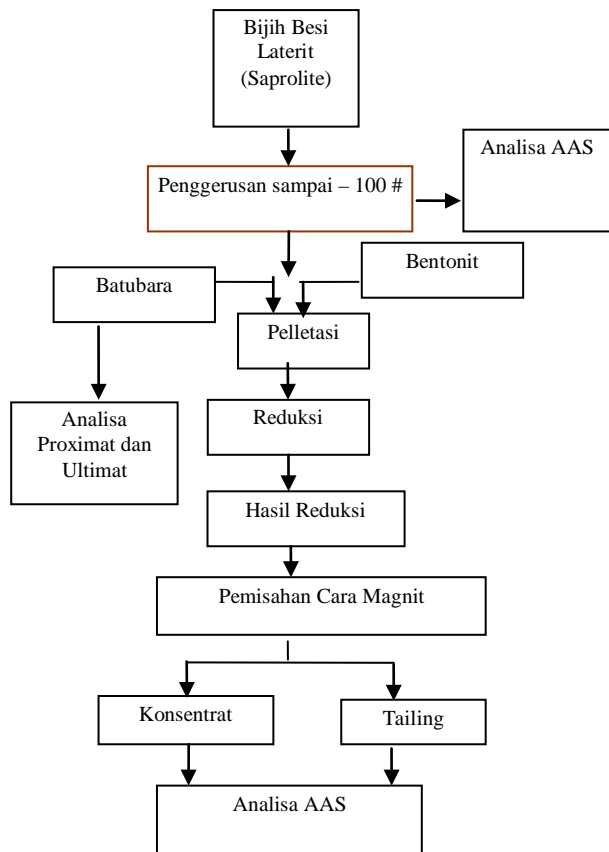 Bijih Besi
Laterit
(Saprolite)
Analisa AAS
Penggerusan sampai – 100 #
Bentonit
Batubara
Pelletasi
Analisa
Proximat dan
Ultimat
Reduksi
Hasil Reduksi
Pemisahan Cara Magnit
Konsentrat
Tailing
Analisa AAS